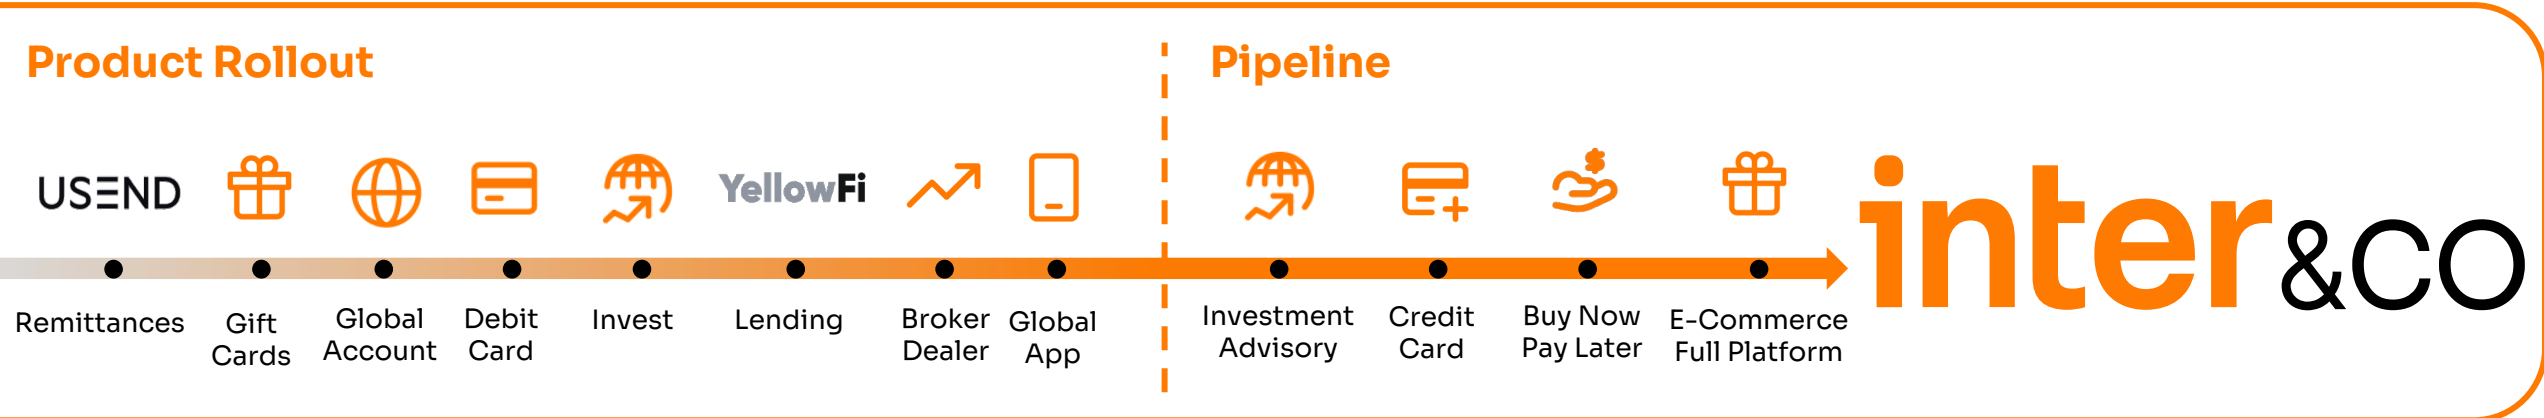 Product Rollout
Pipeline
USEND
YellowFi
$
inter&CO
Remittances
Gift
Cards
Global
Account
Debit
Card
Invest
Lending
Broker
Dealer
Global
App
Investment
Advisory
Credit
Card
Buy Now
Pay Later
E-Commerce
Full Platform